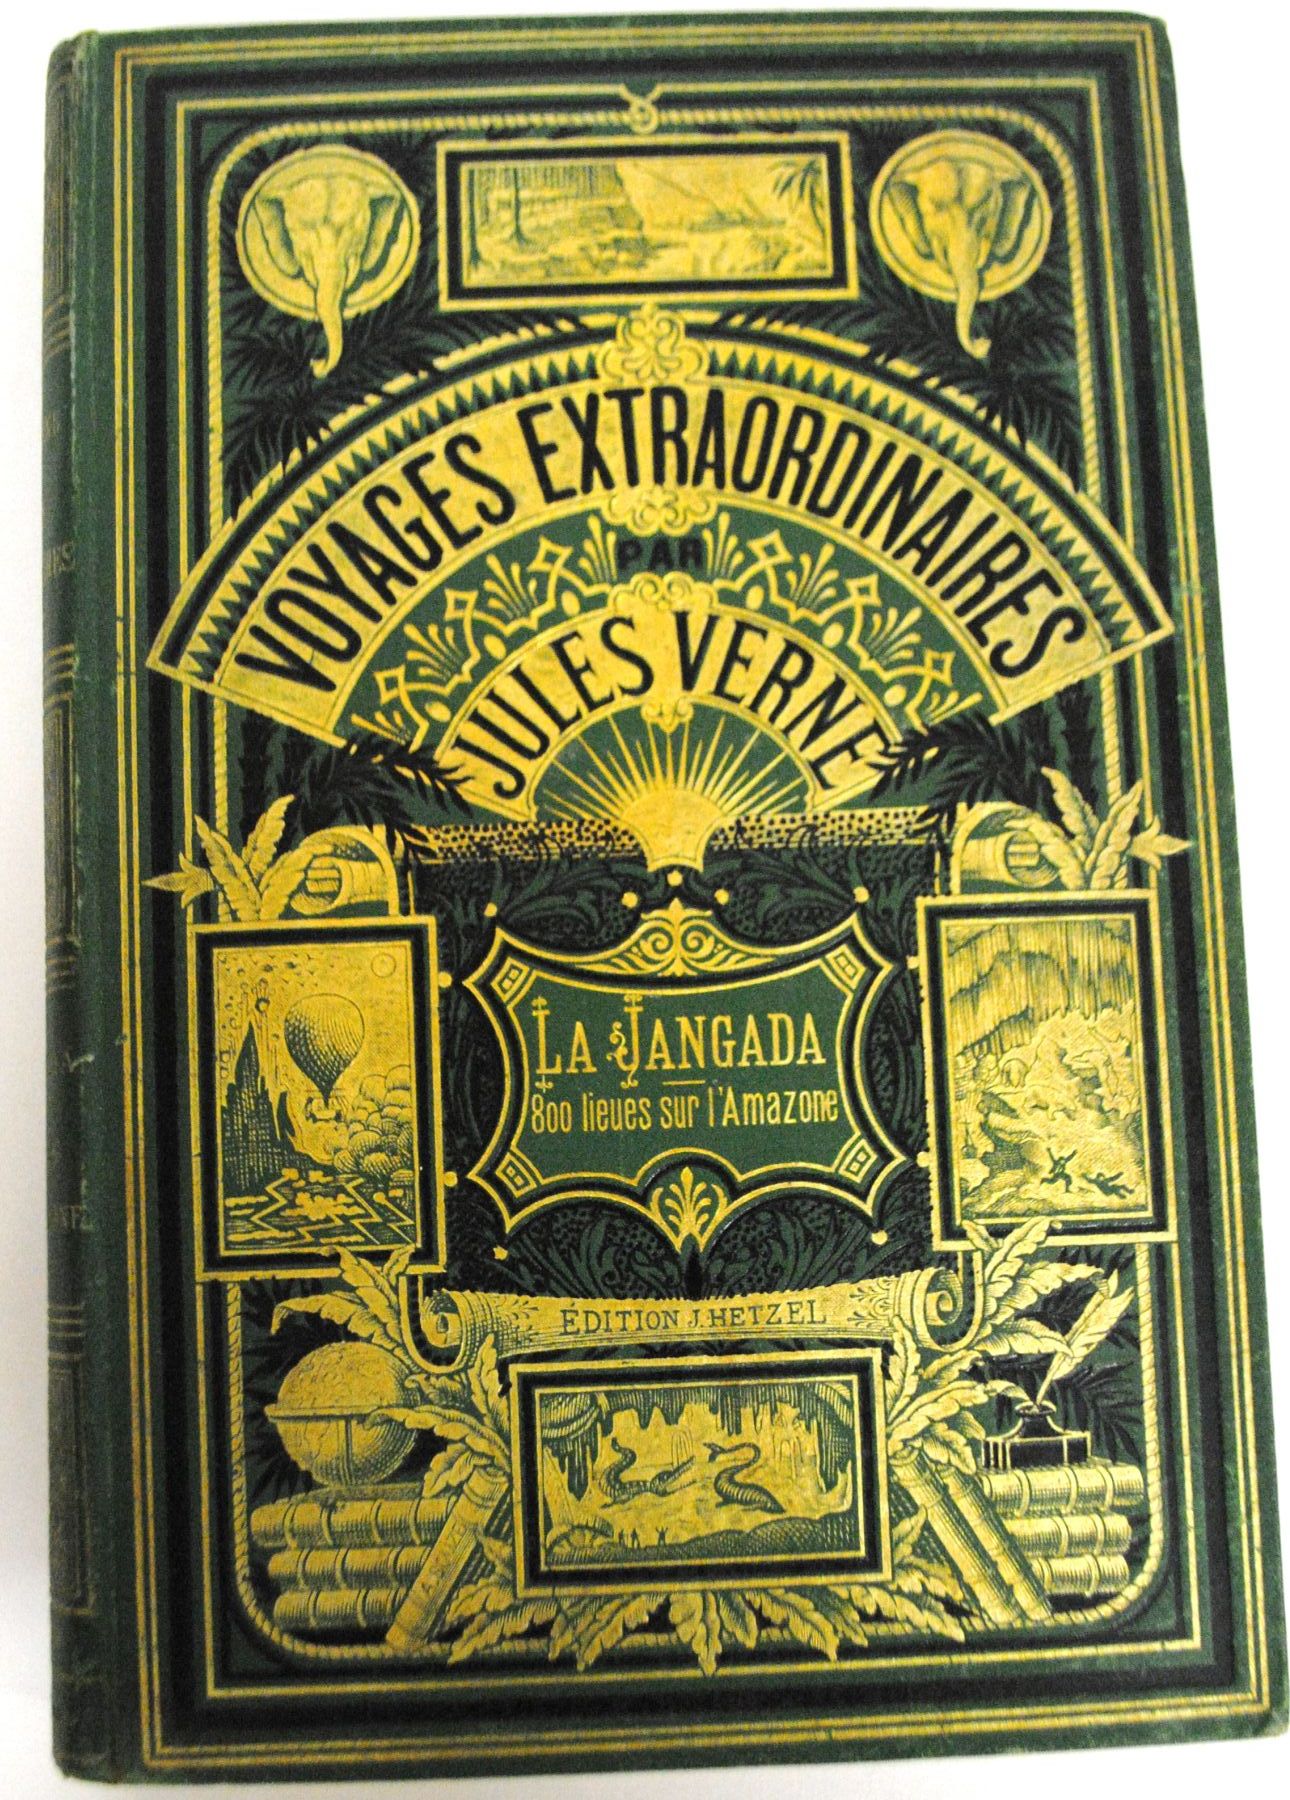 VOYAGES EXTRAORDINAIRES
PAR
JULES VERNE
LA JANGADA
800 lieues sur l'Amazone
ÉDITION J. HETZEL